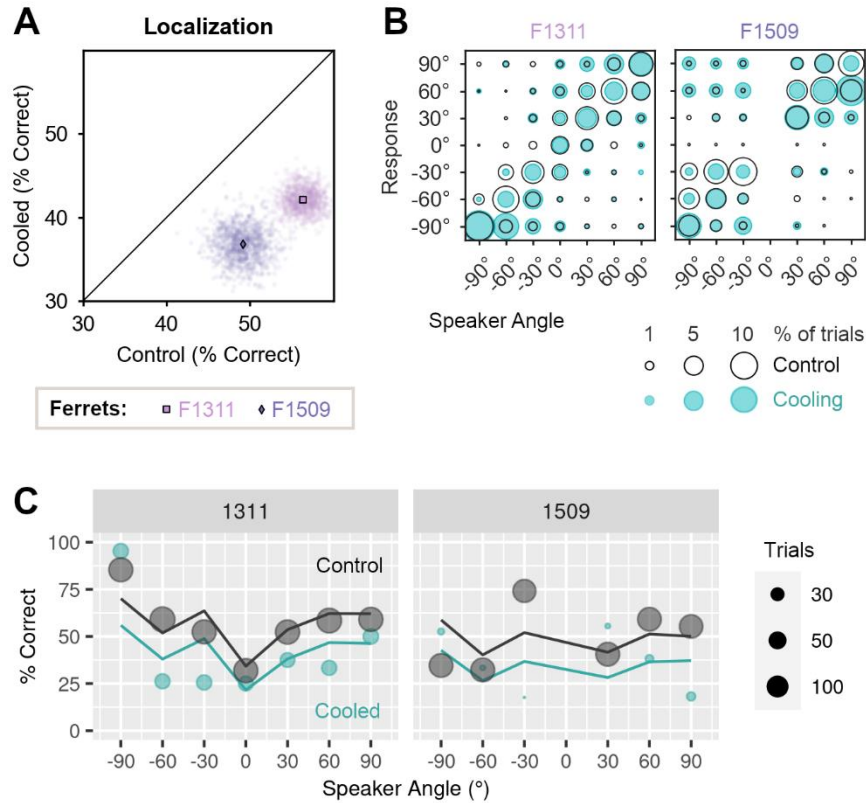 A
Localization
Cooled (% Correct)
50
40
30
30
40
50
Control (% Correct)
Ferrets: F1311 F1509
B
F1311
F1509
Response
90°
60°
30°
0°
-30°
-60°
-90°
-90° -60° -30° 0° 30° 60° 90°
-90° -60° -30° 0° 30° 60° 90°
Speaker Angle
1 5 10 % of trials
Control
Cooling
C
1311
1509
% Correct
100
75
50
25
0
Control
Cooled
-90 -60 -30 0 30 60 90
-90 -60 -30 0 30 60 90
Speaker Angle (°)
Trials
30
50
100